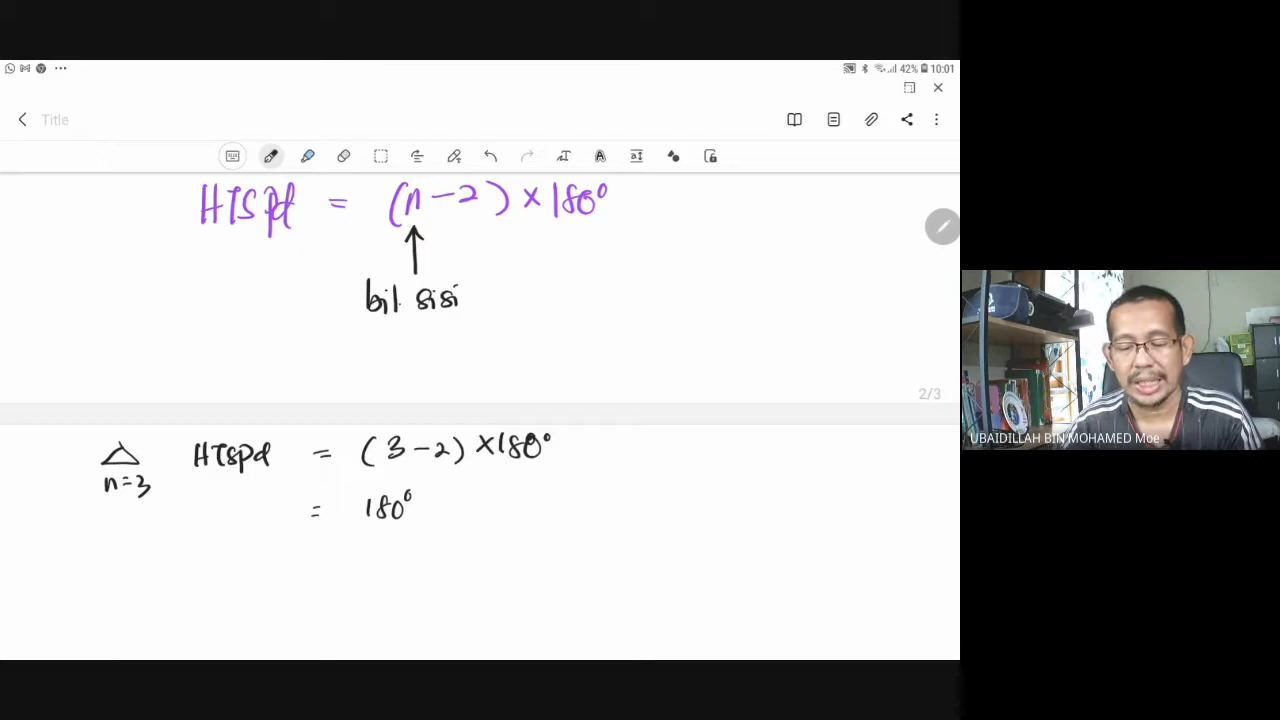 42% 10:01
Title
HTSPd = (n - 2) × 180°
bil. sisi
2/3
HTSPd = (3 - 2) × 180°
n = 3
= 180°
UBAIDILLAH BIN MOHAMED Moe